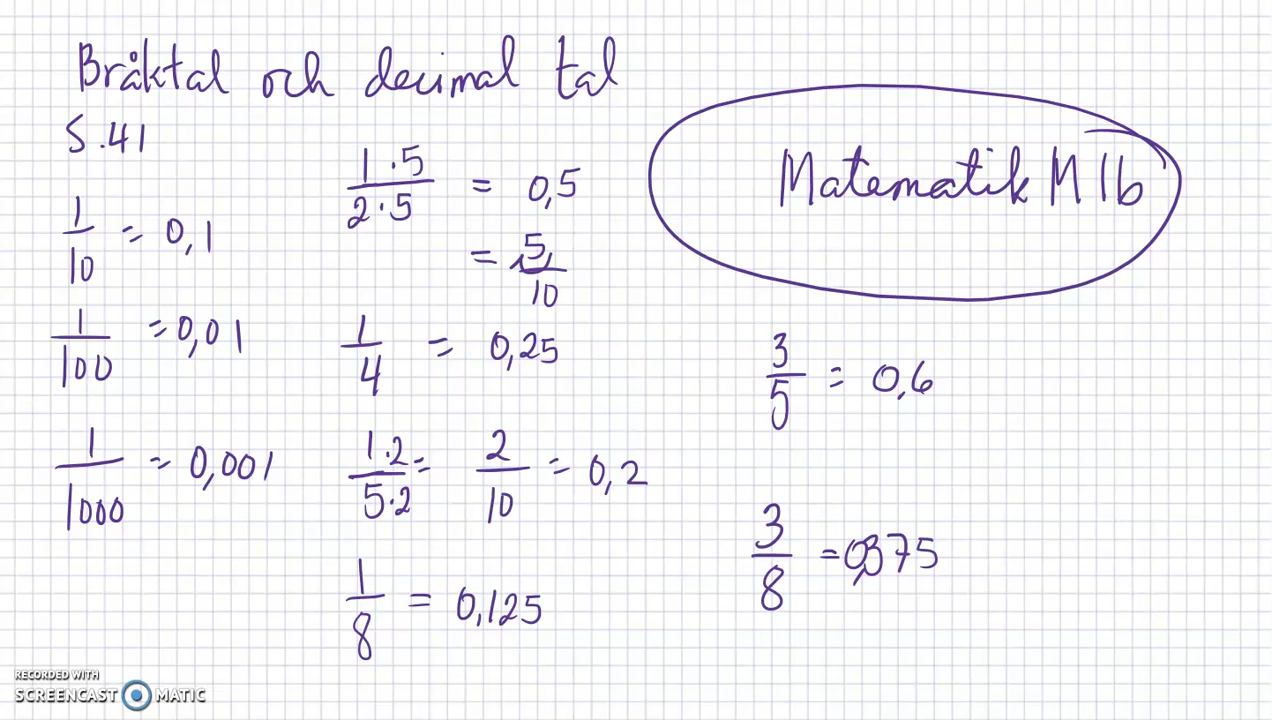 Bråktal och decimal tal
S.41
1/10 = 0,1
1/100 = 0,01
1/1000 = 0,001
1·5/2·5 = 0,5
= 5/10
1/4 = 0,25
1·2/5·2 = 2/10 = 0,2
1/8 = 0,125
Matematik M1b
3/5 = 0,6
3/8 = 0,375
RECORDED WITH
SCREENCAST MATIC